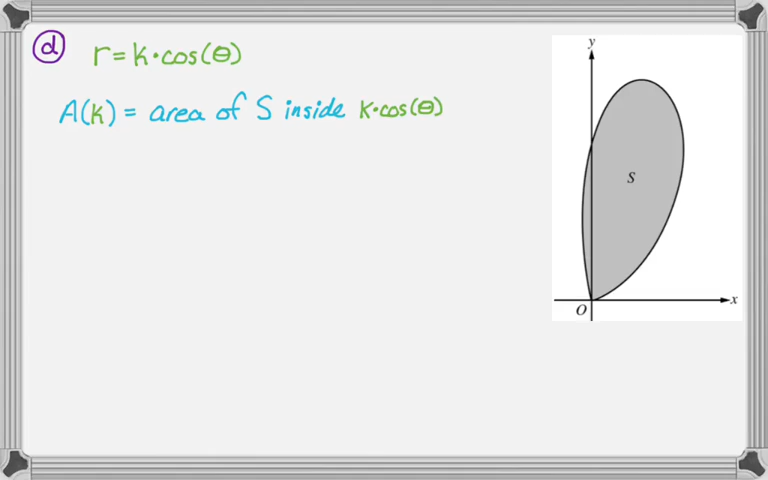 d r = k·cos(θ)
A(k) = area of S inside k·cos(θ)
y
S
x
O